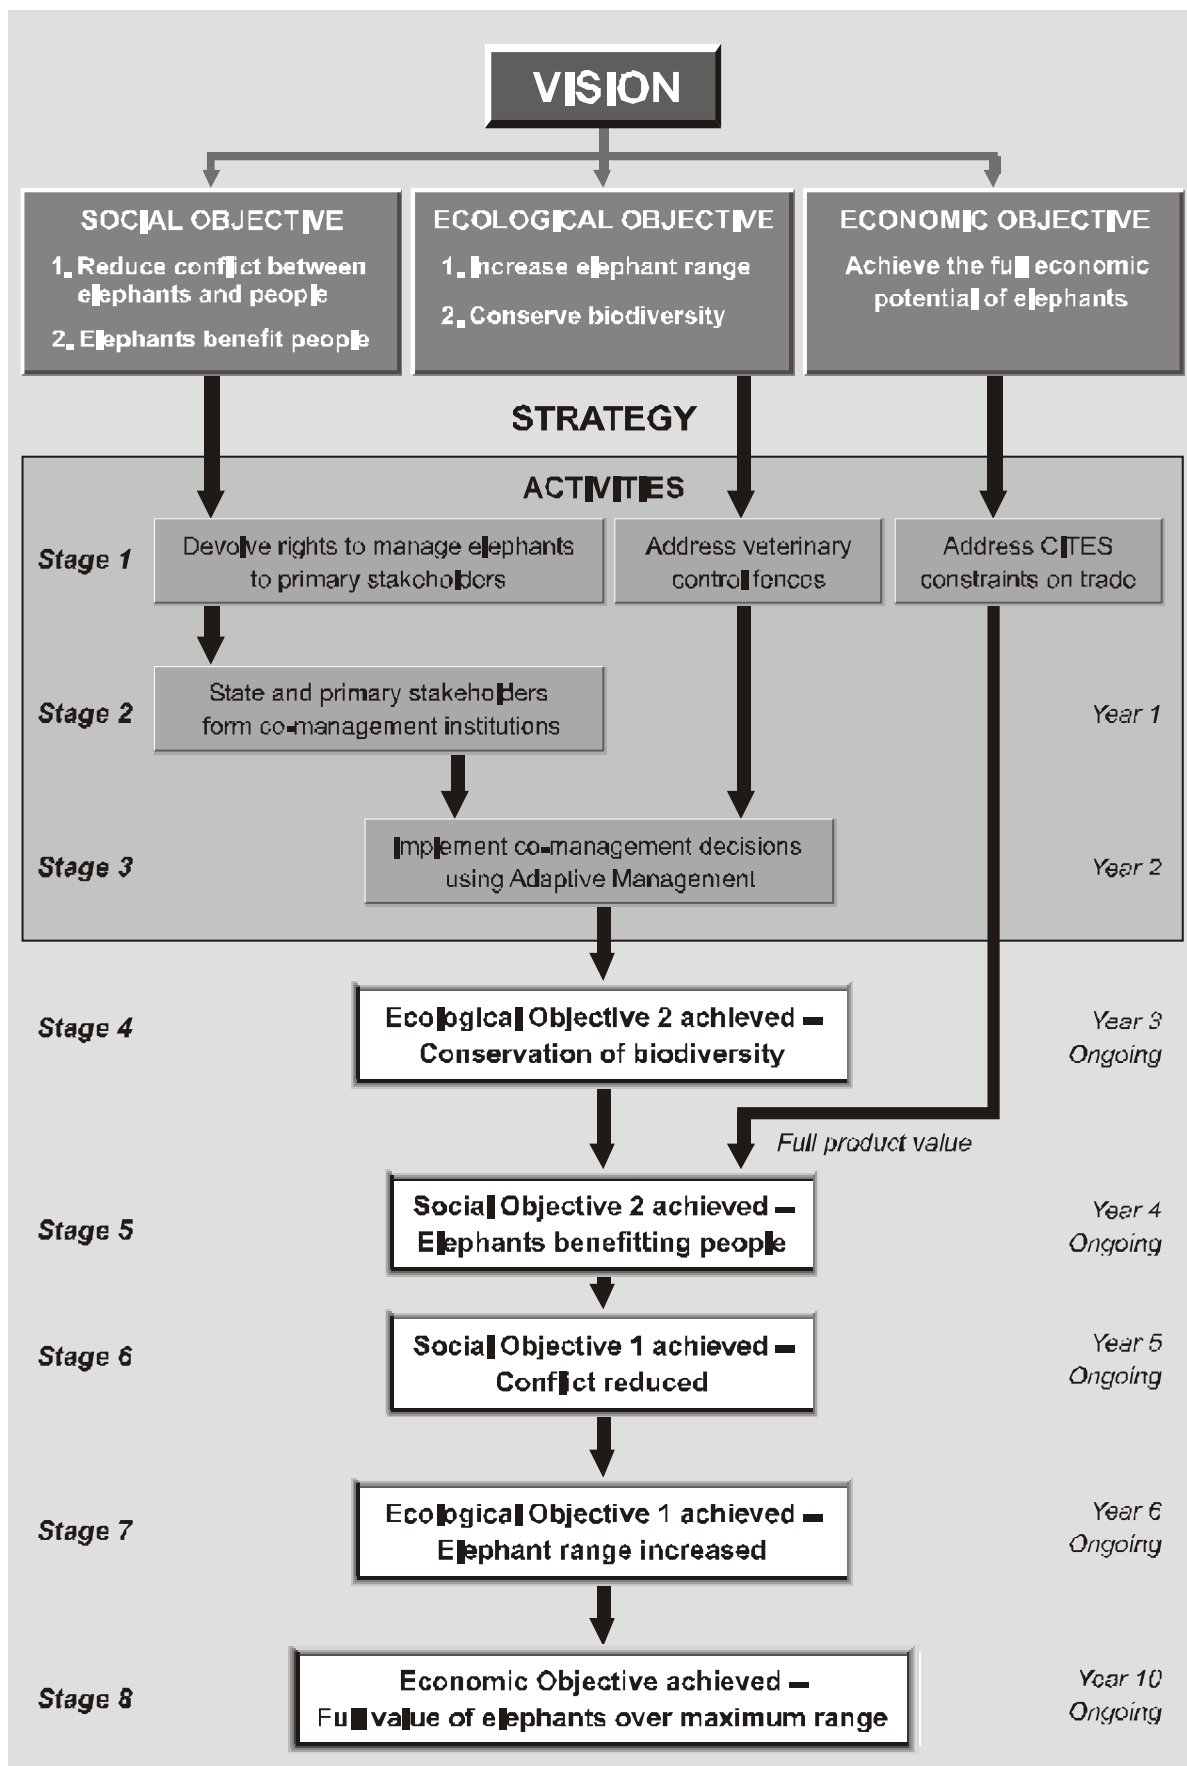 VISION
SOCIAL OBJECTIVE
1. Reduce conflict between
elephants and people
2. Elephants benefit people
ECOLOGICAL OBJECTIVE
1. Increase elephant range
2. Conserve biodiversity
ECONOMIC OBJECTIVE
Achieve the full economic
potential of elephants
STRATEGY
ACTIVITIES
Stage 1
Devolve rights to manage elephants
to primary stakeholders
Address veterinary
control fences
Address CITES
constraints on trade
Stage 2
State and primary stakeholders
form co-management institutions
Year 1
Stage 3
Implement co-management decisions
using Adaptive Management
Year 2
Stage 4
Ecological Objective 2 achieved –
Conservation of biodiversity
Year 3
Ongoing
Full product value
Stage 5
Social Objective 2 achieved –
Elephants benefitting people
Year 4
Ongoing
Stage 6
Social Objective 1 achieved –
Conflict reduced
Year 5
Ongoing
Stage 7
Ecological Objective 1 achieved –
Elephant range increased
Year 6
Ongoing
Stage 8
Economic Objective achieved –
Full value of elephants over maximum range
Year 10
Ongoing